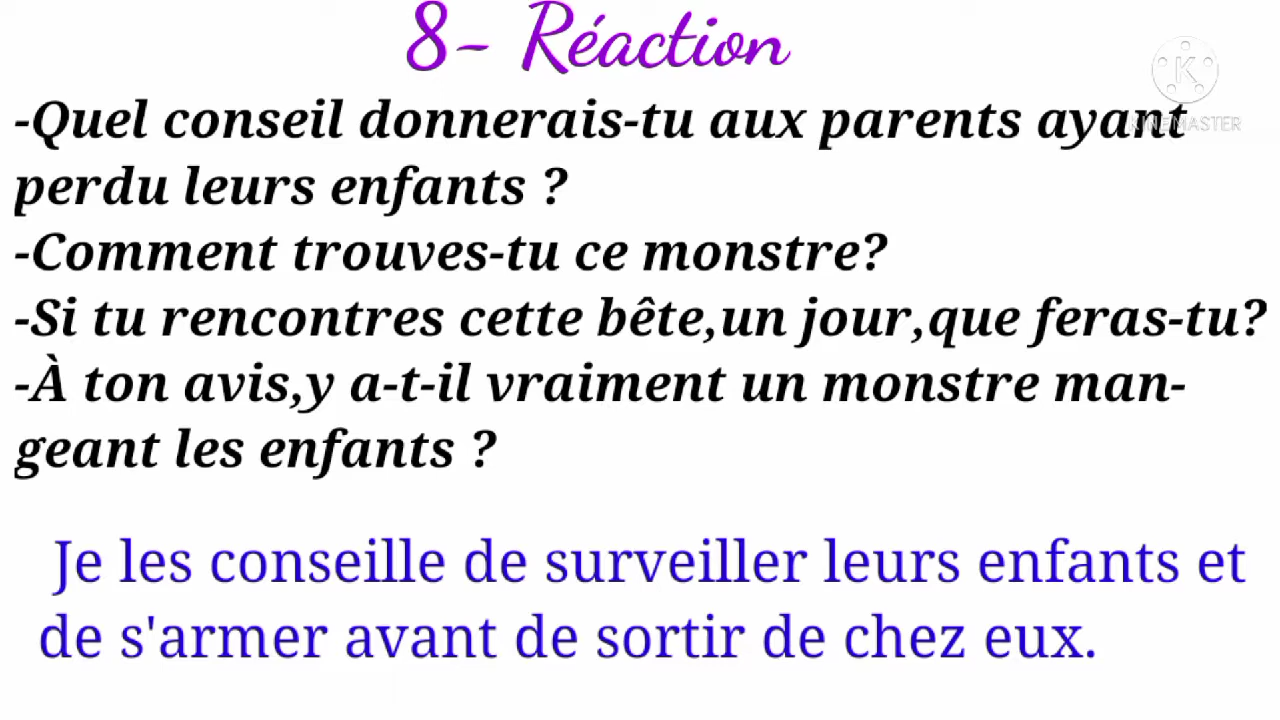 8- Réaction
K
KINEMASTER
-Quel conseil donnerais-tu aux parents ayant
perdu leurs enfants ?
-Comment trouves-tu ce monstre?
-Si tu rencontres cette bête,un jour,que feras-tu?
-À ton avis,y a-t-il vraiment un monstre man-
geant les enfants ?
Je les conseille de surveiller leurs enfants et
de s'armer avant de sortir de chez eux.